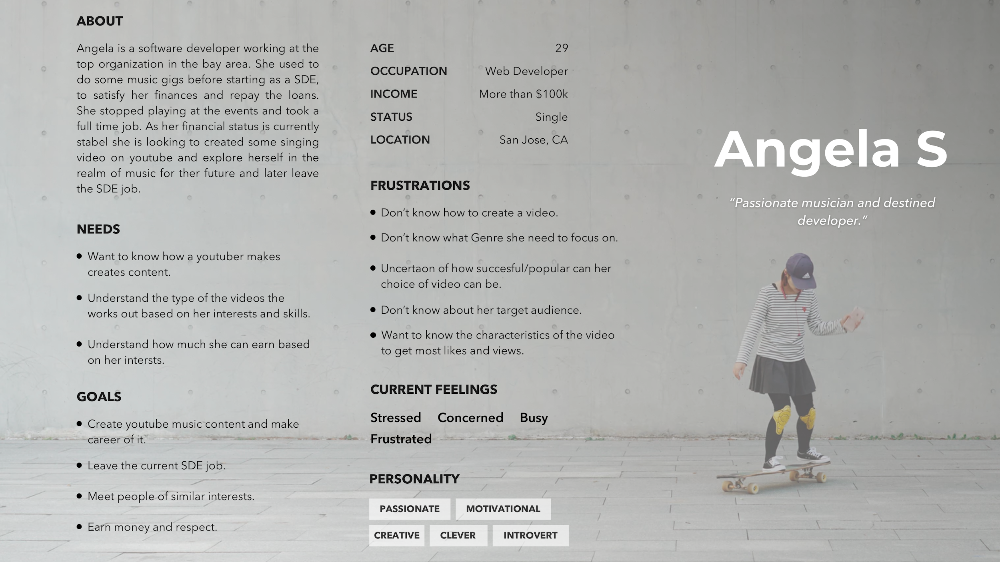 ABOUT
Angela is a software developer working at the
top organization in the bay area. She used to
do some music gigs before starting as a SDE,
to satisfy her finances and repay the loans.
She stopped playing at the events and took a
full time job. As her financial status is currently
stabel she is looking to created some singing
video on youtube and explore herself in the
realm of music for ther future and later leave
the SDE job.
NEEDS
• Want to know how a youtuber makes
creates content.
• Understand the type of the videos the
works out based on her interests and skills.
• Understand how much she can earn based
on her intersts.
GOALS
• Create youtube music content and make
career of it.
• Leave the current SDE job.
• Meet people of similar interests.
• Earn money and respect.
AGE 29
OCCUPATION Web Developer
INCOME More than $100k
STATUS Single
LOCATION San Jose, CA
FRUSTRATIONS
• Don’t know how to create a video.
• Don’t know what Genre she need to focus on.
• Uncertaon of how succesful/popular can her
choice of video can be.
• Don’t know about her target audience.
• Want to know the characteristics of the video
to get most likes and views.
CURRENT FEELINGS
Stressed Concerned Busy
Frustrated
PERSONALITY
PASSIONATE MOTIVATIONAL
CREATIVE CLEVER INTROVERT
Angela S
“Passionate musician and destined
developer.”